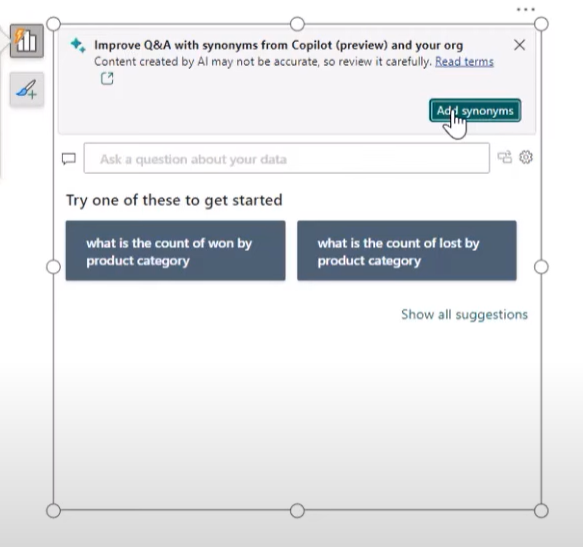 Improve Q&A with synonyms from Copilot (preview) and your org
Content created by AI may not be accurate, so review it carefully. Read terms
Add synonyms
Ask a question about your data
Try one of these to get started
what is the count of won by
product category
what is the count of lost by
product category
Show all suggestions